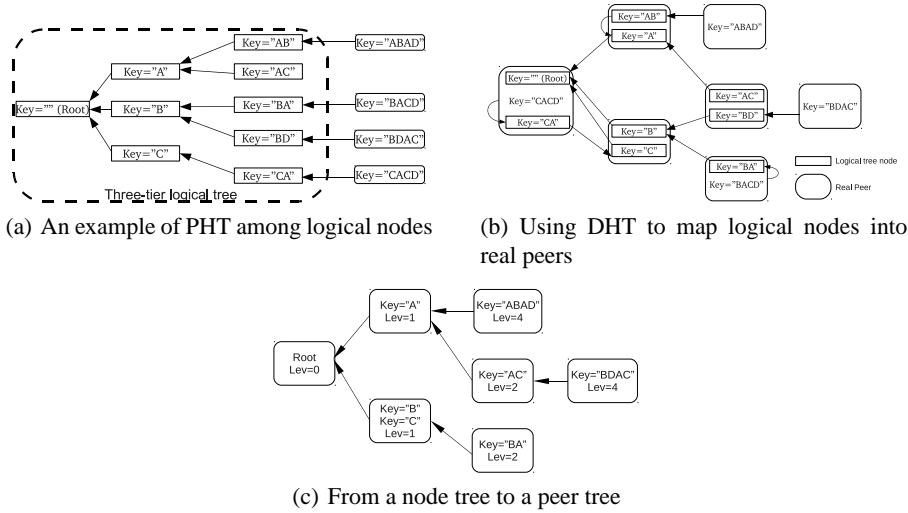 Key="AB"
Key="ABAD"
Key="A"
Key="AC"
Key="" (Root)
Key="B"
Key="BA"
Key="BACD"
Key="BD"
Key="BDAC"
Key="C"
Key="CA"
Key="CACD"
Three-tier logical tree
(a) An example of PHT among logical nodes
Key="AB"
Key="A"
Key="ABAD"
Key="" (Root)
Key="CACD"
Key="CA"
Key="AC"
Key="BD"
Key="BDAC"
Key="B"
Key="C"
Key="BA"
Key="BACD"
Logical tree node
Real Peer
(b) Using DHT to map logical nodes into
real peers
Key="A"
Lev=1
Key="ABAD"
Lev=4
Root
Lev=0
Key="AC"
Lev=2
Key="BDAC"
Lev=4
Key="B"
Key="C"
Lev=1
Key="BA"
Lev=2
(c) From a node tree to a peer tree